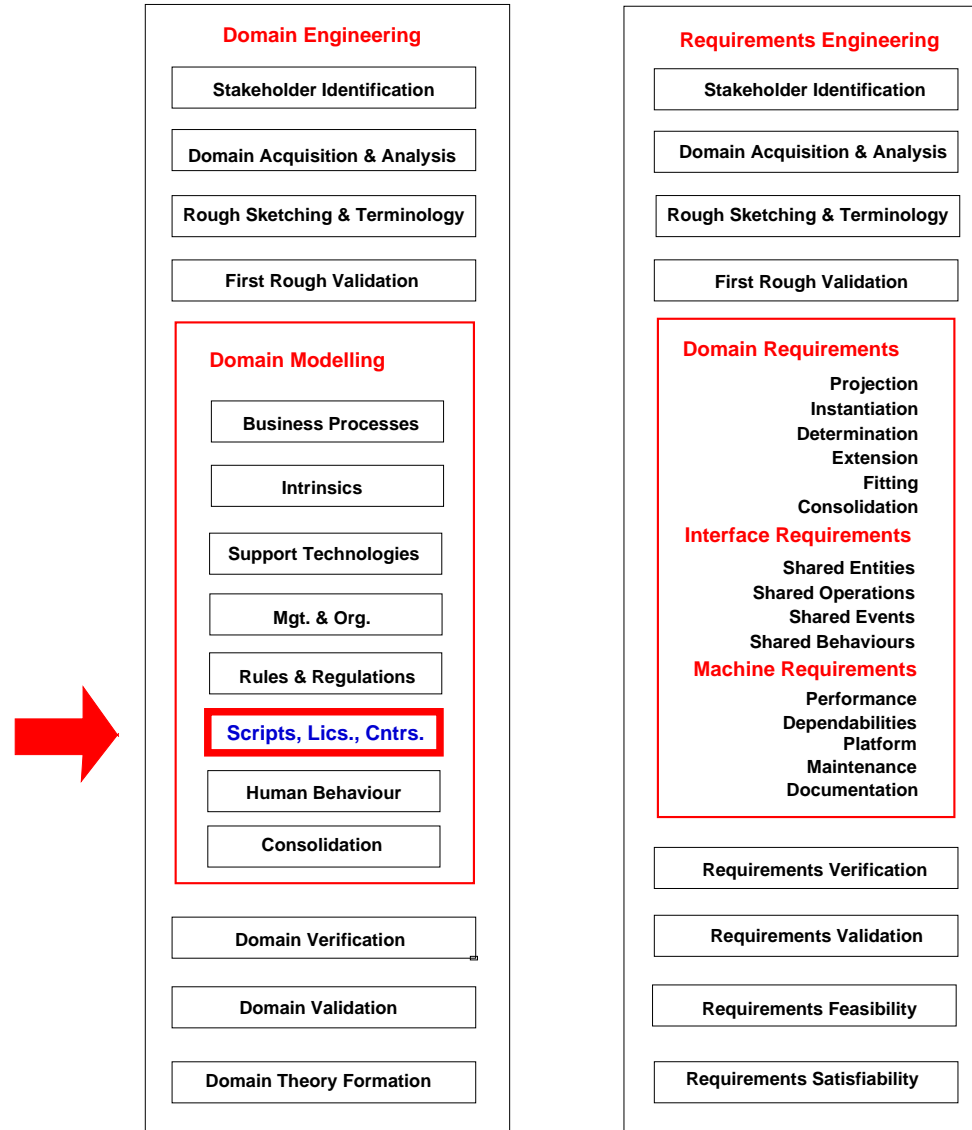 Domain Engineering
Stakeholder Identification
Domain Acquisition & Analysis
Rough Sketching & Terminology
First Rough Validation
Domain Modelling
Business Processes
Intrinsics
Support Technologies
Mgt. & Org.
Rules & Regulations
Scripts, Lics., Cntrs.
Human Behaviour
Consolidation
Domain Verification
Domain Validation
Domain Theory Formation
Requirements Engineering
Stakeholder Identification
Domain Acquisition & Analysis
Rough Sketching & Terminology
First Rough Validation
Domain Requirements
Projection
Instantiation
Determination
Extension
Fitting
Consolidation
Interface Requirements
Shared Entities
Shared Operations
Shared Events
Shared Behaviours
Machine Requirements
Performance
Dependabilities
Platform
Maintenance
Documentation
Requirements Verification
Requirements Validation
Requirements Feasibility
Requirements Satisfiability